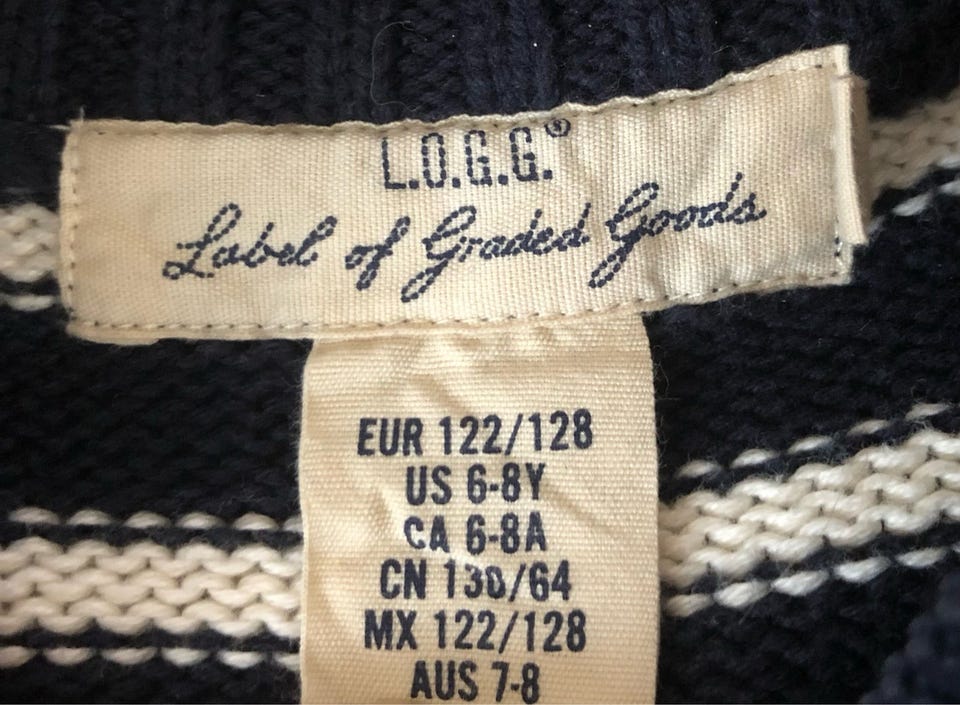 L.O.G.G.®
Label of Graded Goods
EUR 122/128
US 6-8Y
CA 6-8A
CN 130/64
MX 122/128
AUS 7-8